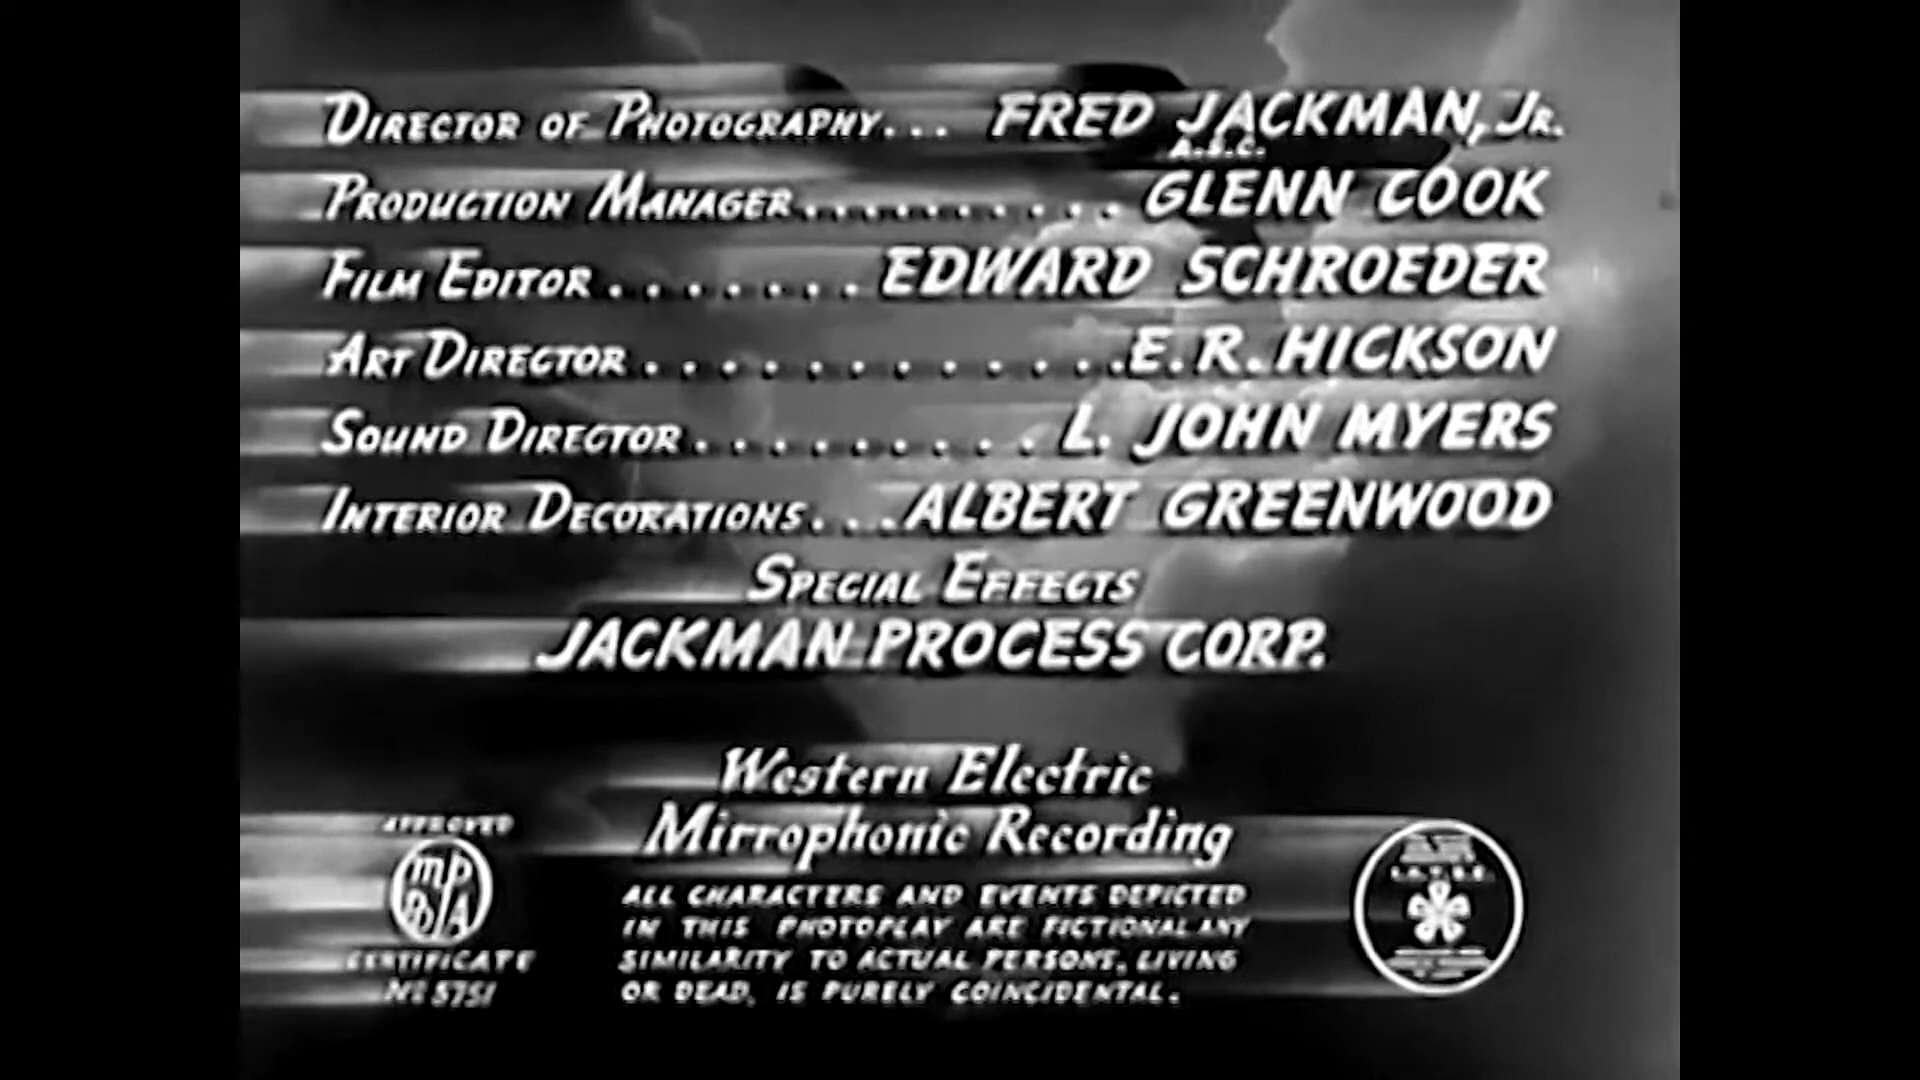 DIRECTOR OF PHOTOGRAPHY... FRED JACKMAN, JR.
A.S.C.
PRODUCTION MANAGER.......... GLENN COOK
FILM EDITOR....... EDWARD SCHROEDER
ART DIRECTOR.............E.R. HICKSON
SOUND DIRECTOR.......... L. JOHN MYERS
INTERIOR DECORATIONS...ALBERT GREENWOOD
SPECIAL EFFECTS
JACKMAN PROCESS CORP.
Western Electric
Mirrophonic Recording
APPROVED
MPPDA
CERTIFICATE
No 5751
ALL CHARACTERS AND EVENTS DEPICTED
IN THIS PHOTOPLAY ARE FICTIONAL ANY
SIMILARITY TO ACTUAL PERSONS, LIVING
OR DEAD, IS PURELY COINCIDENTAL.